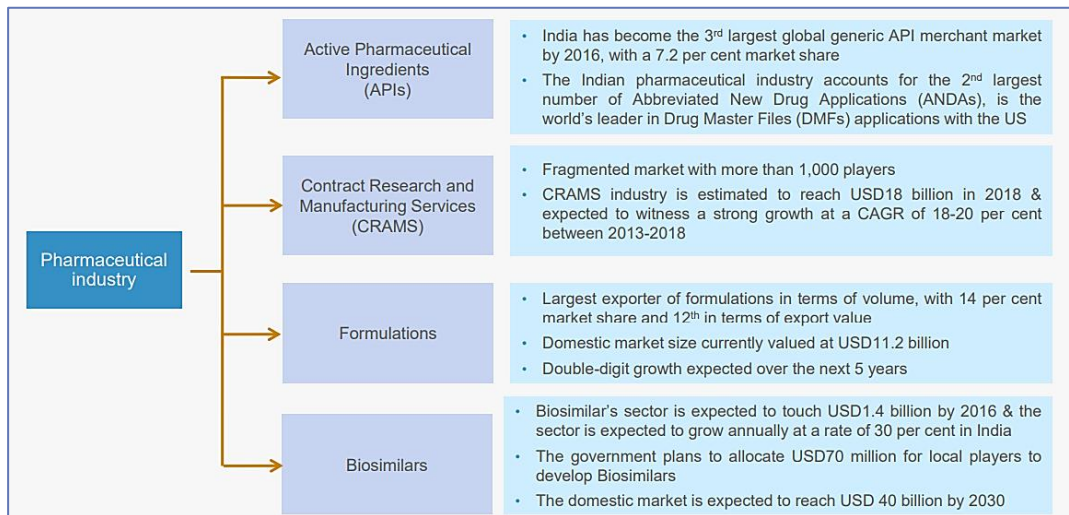 Pharmaceutical
industry
Active Pharmaceutical
Ingredients
(APIs)
• India has become the 3rd largest global generic API merchant market
by 2016, with a 7.2 per cent market share
• The Indian pharmaceutical industry accounts for the 2nd largest
number of Abbreviated New Drug Applications (ANDAs), is the
world's leader in Drug Master Files (DMFs) applications with the US
Contract Research and
Manufacturing Services
(CRAMS)
• Fragmented market with more than 1,000 players
• CRAMS industry is estimated to reach USD18 billion in 2018 &
expected to witness a strong growth at a CAGR of 18-20 per cent
between 2013-2018
Formulations
• Largest exporter of formulations in terms of volume, with 14 per cent
market share and 12th in terms of export value
• Domestic market size currently valued at USD11.2 billion
• Double-digit growth expected over the next 5 years
Biosimilars
• Biosimilar's sector is expected to touch USD1.4 billion by 2016 & the
sector is expected to grow annually at a rate of 30 per cent in India
• The government plans to allocate USD70 million for local players to
develop Biosimilars
• The domestic market is expected to reach USD 40 billion by 2030